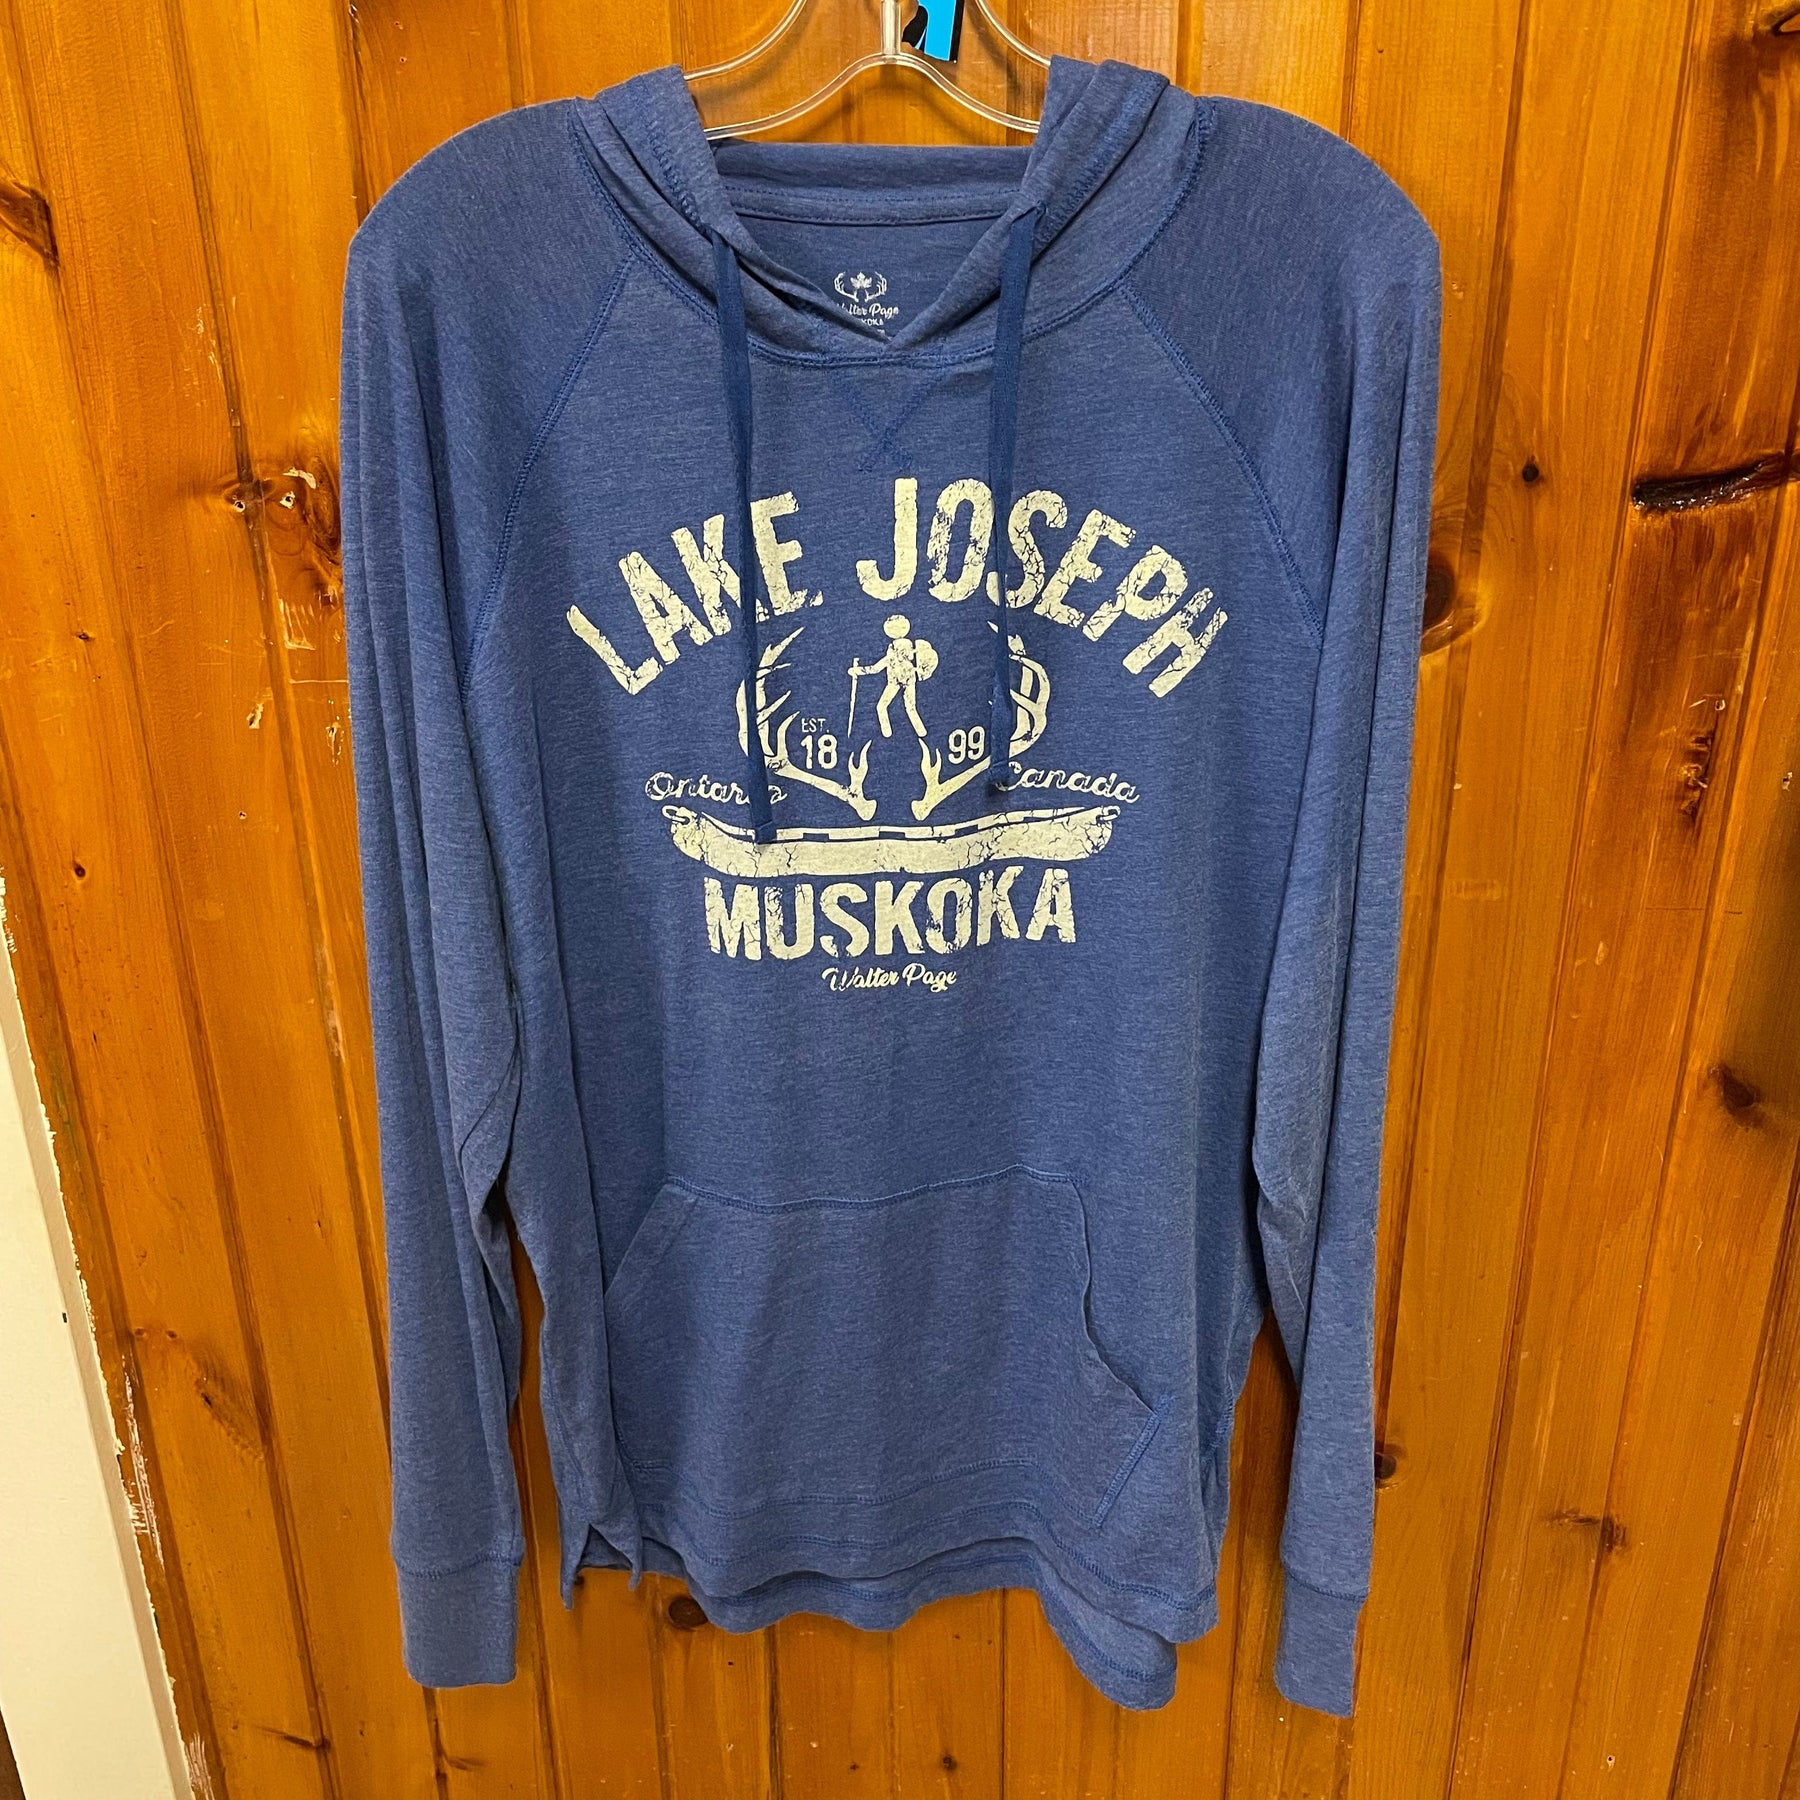 Walter Page
LAKE JOSEPH
EST.
18 99
Ontario Canada
MUSKOKA
Walter Page